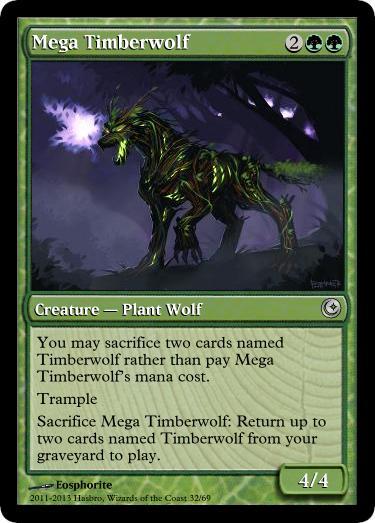 Mega Timberwolf 2
Creature — Plant Wolf
You may sacrifice two cards named
Timberwolf rather than pay Mega
Timberwolf's mana cost.
Trample
Sacrifice Mega Timberwolf: Return up to
two cards named Timberwolf from your
graveyard to play.
4/4
Eosphorite
2011-2013 Hasbro, Wizards of the Coast 32/69